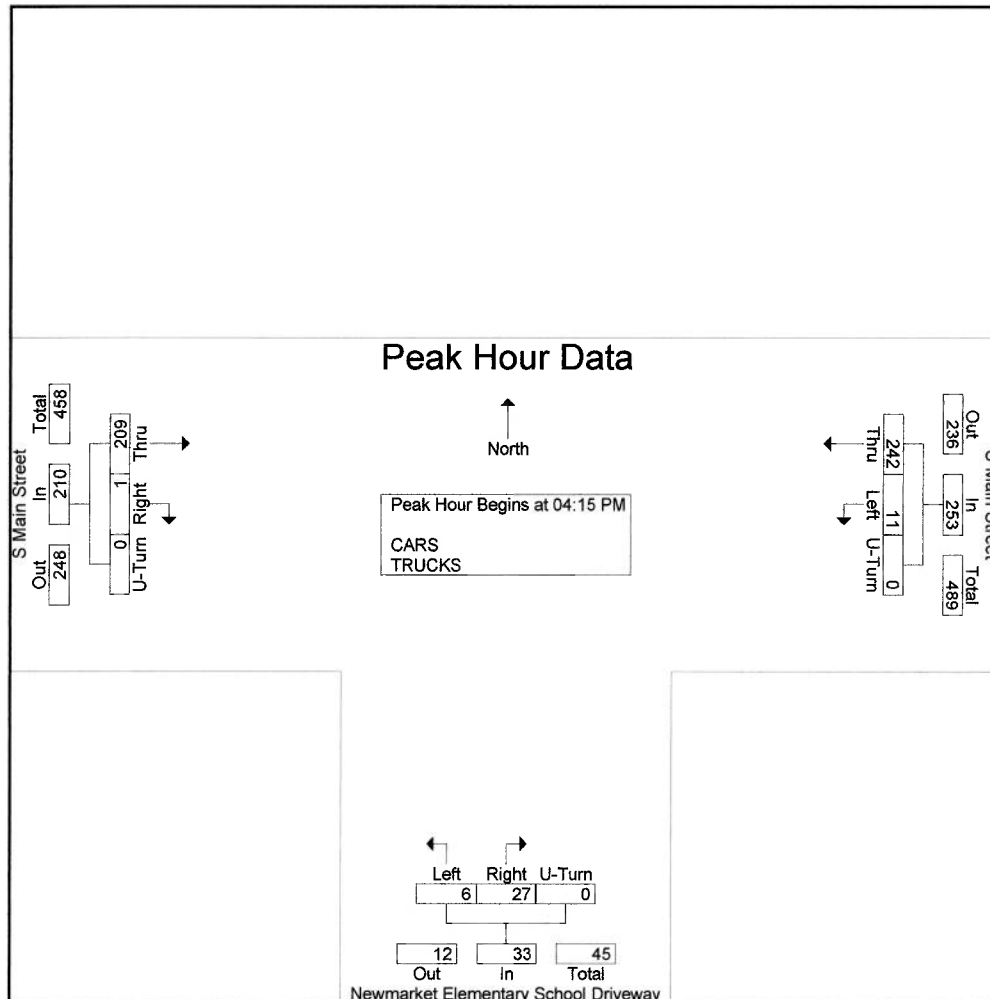 Peak Hour Data
North
Peak Hour Begins at 04:15 PM
CARS
TRUCKS
S Main Street
Total
458
In
210
Out
248
209
Thru
1
Right
0
U-Turn
Out
236
In
253
Total
489
Main Street
242
Thru
11
Left
0
U-Turn
Left Right U-Turn
6 27 0
12 33 45
Out In Total
Newmarket Elementary School Driveway